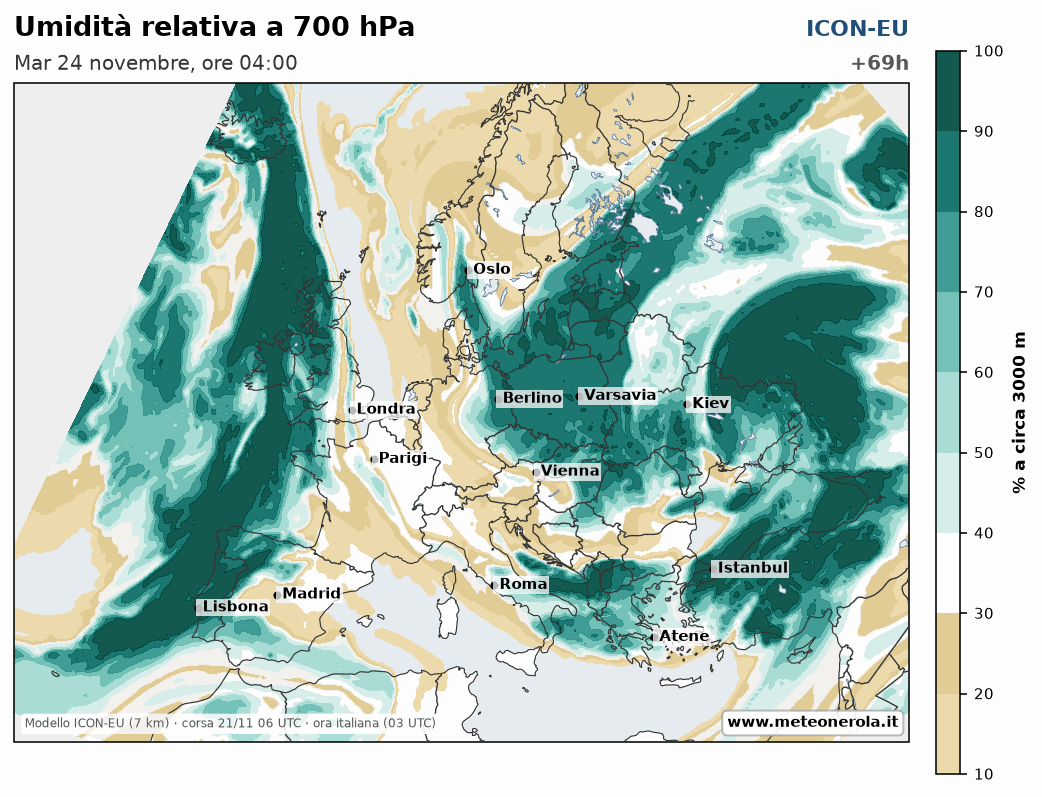 Umidità relativa a 700 hPa
ICON-EU
Mar 24 novembre, ore 04:00
+69h
100
90
80
70
60
50
40
30
20
10
% a circa 3000 m
Oslo
Berlino
Varsavia
Kiev
Londra
Parigi
Vienna
Istanbul
Roma
Madrid
Lisbona
Atene
Modello ICON-EU (7 km) · corsa 21/11 06 UTC · ora italiana (03 UTC)
www.meteonerola.it